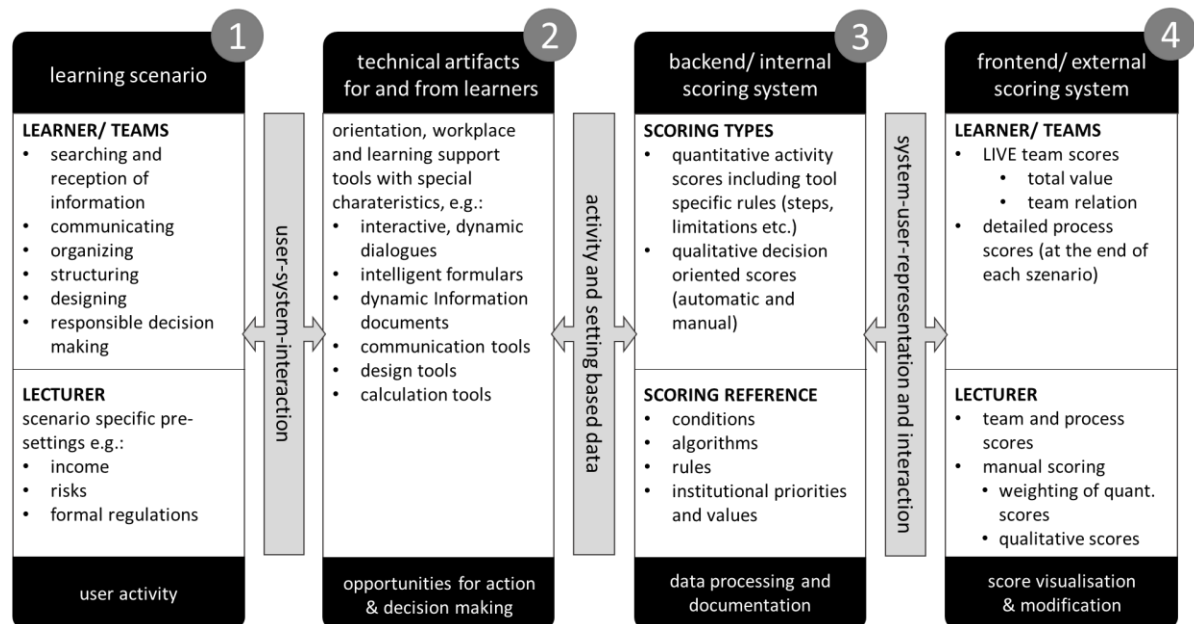 1
learning scenario
LEARNER/ TEAMS
• searching and
reception of
information
• communicating
• organizing
• structuring
• designing
• responsible decision
making
LECTURER
scenario specific pre-
settings e.g.:
• income
• risks
• formal regulations
user activity
user-system-interaction
2
technical artifacts
for and from learners
orientation, workplace
and learning support
tools with special
charateristics, e.g.:
• interactive, dynamic
dialogues
• intelligent formulars
• dynamic Information
documents
• communication tools
• design tools
• calculation tools
opportunities for action
& decision making
activity and setting based data
3
backend/ internal
scoring system
SCORING TYPES
• quantitative activity
scores including tool
specific rules (steps,
limitations etc.)
• qualitative decision
oriented scores
(automatic and
manual)
SCORING REFERENCE
• conditions
• algorithms
• rules
• institutional priorities
and values
data processing and
documentation
system-user-representation and interaction
4
frontend/ external
scoring system
LEARNER/ TEAMS
• LIVE team scores
• total value
• team relation
• detailed process
scores (at the end of
each szenario)
LECTURER
• team and process
scores
• manual scoring
• weighting of quant.
scores
• qualitative scores
score visualisation
& modification